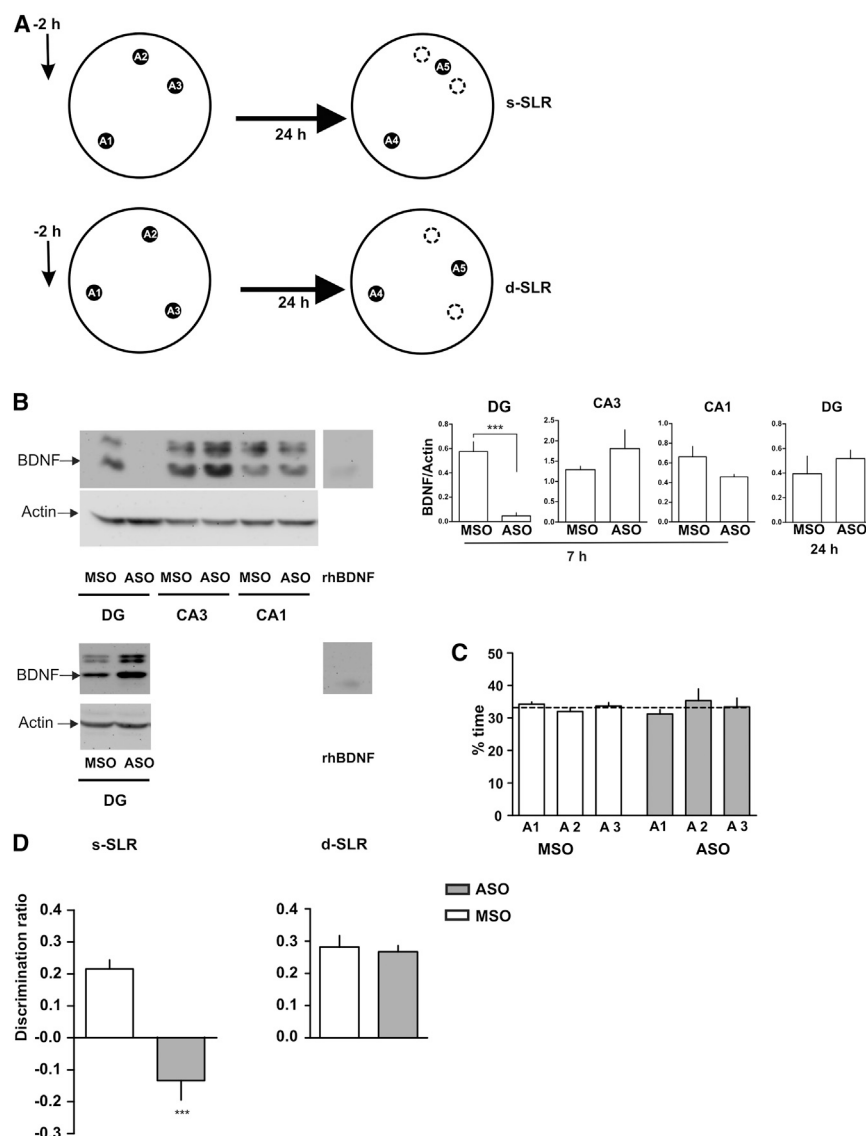 A
-2 h
A2
A3
A1
24 h
A5
A4
s-SLR
-2 h
A2
A1
A3
24 h
A5
A4
d-SLR
B
BDNF
Actin
MSO ASO MSO ASO MSO ASO rhBDNF
DG CA3 CA1
BDNF
Actin
MSO ASO rhBDNF
DG
DG CA3 CA1 DG
BDNF/Actin
0.8
0.6
0.4
0.2
0.0
***
MSO ASO
2.5
2.0
1.5
1.0
0.5
0.0
MSO ASO
1.0
0.8
0.6
0.4
0.2
0.0
MSO ASO
0.8
0.6
0.4
0.2
0.0
MSO ASO
7 h
24 h
C
% time
50
40
30
20
10
0
A1 A 2 A 3 A1 A 2 A 3
MSO ASO
D
s-SLR d-SLR
Discrimination ratio
0.4
0.3
0.2
0.1
-0.0
-0.1
-0.2
-0.3
***
0.4
0.3
0.2
0.1
0.0
ASO
MSO